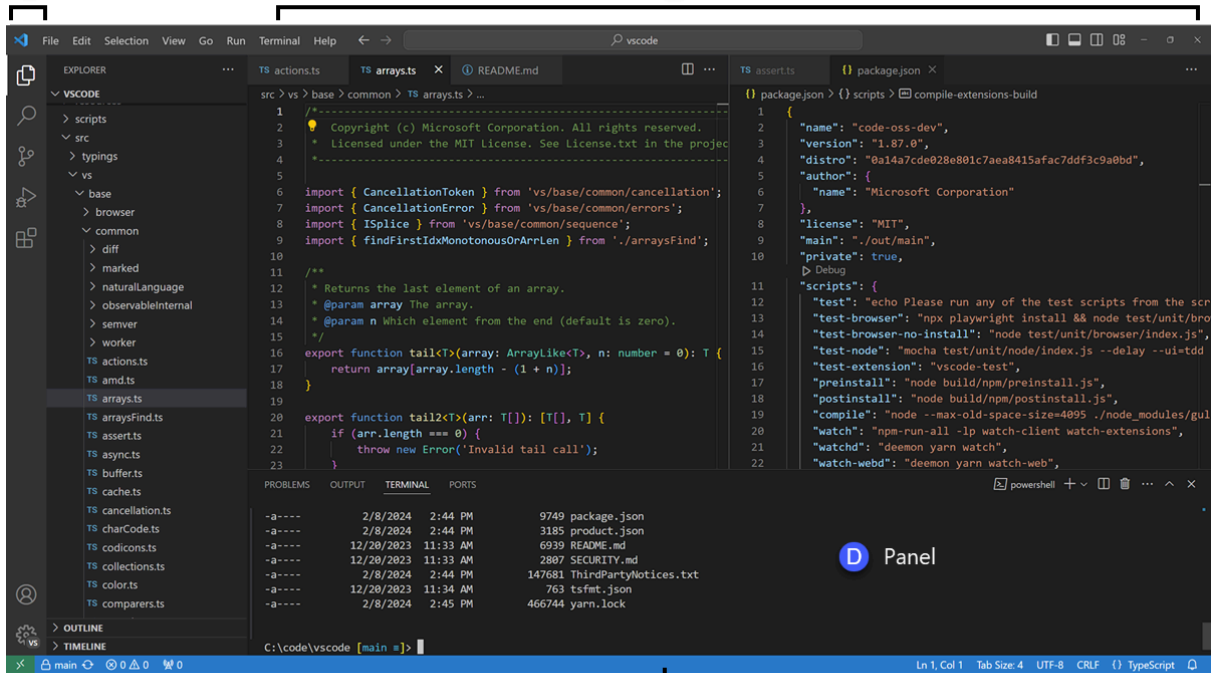 File Edit Selection View Go Run Terminal Help
vscode
EXPLORER
VSCODE
scripts
src
typings
vs
base
browser
common
diff
marked
naturalLanguage
observableInternal
semver
worker
TS actions.ts
TS amd.ts
TS arrays.ts
TS arraysFind.ts
TS assert.ts
TS async.ts
TS buffer.ts
TS cache.ts
TS cancellation.ts
TS charCode.ts
TS codicons.ts
TS collections.ts
TS color.ts
TS comparers.ts
OUTLINE
TIMELINE
TS actions.ts TS arrays.ts README.md
src > vs > base > common > TS arrays.ts > ...
1 /*---------------------------------------------------------------
2 Copyright (c) Microsoft Corporation. All rights reserved.
3 * Licensed under the MIT License. See License.txt in the projec
4 *---------------------------------------------------------------
5
6 import { CancellationToken } from 'vs/base/common/cancellation';
7 import { CancellationError } from 'vs/base/common/errors';
8 import { ISplice } from 'vs/base/common/sequence';
9 import { findFirstIdxMonotonousOrArrLen } from './arraysFind';
10
11 /**
12 * Returns the last element of an array.
13 * @param array The array.
14 * @param n Which element from the end (default is zero).
15 */
16 export function tail<T>(array: ArrayLike<T>, n: number = 0): T {
17 return array[array.length - (1 + n)];
18 }
19
20 export function tail2<T>(arr: T[]): [T[], T] {
21 if (arr.length === 0) {
22 throw new Error('Invalid tail call');
23 }
TS assert.ts {} package.json
{} package.json > {} scripts > compile-extensions-build
1 {
2 "name": "code-oss-dev",
3 "version": "1.87.0",
4 "distro": "0a14a7cde028e801c7aea8415afac7ddf3c9a0bd",
5 "author": {
6 "name": "Microsoft Corporation"
7 },
8 "license": "MIT",
9 "main": "./out/main",
10 "private": true,
Debug
11 "scripts": {
12 "test": "echo Please run any of the test scripts from the scr
13 "test-browser": "npx playwright install && node test/unit/bro
14 "test-browser-no-install": "node test/unit/browser/index.js",
15 "test-node": "mocha test/unit/node/index.js --delay --ui=tdd
16 "test-extension": "vscode-test",
17 "preinstall": "node build/npm/preinstall.js",
18 "postinstall": "node build/npm/postinstall.js",
19 "compile": "node --max-old-space-size=4095 ./node_modules/gul
20 "watch": "npm-run-all -lp watch-client watch-extensions",
21 "watchd": "deemon yarn watch",
22 "watch-webd": "deemon yarn watch-web",
PROBLEMS OUTPUT TERMINAL PORTS
powershell
-a---- 2/8/2024 2:44 PM 9749 package.json
-a---- 2/8/2024 2:44 PM 3185 product.json
-a---- 12/20/2023 11:33 AM 6939 README.md
-a---- 12/20/2023 11:33 AM 2807 SECURITY.md
-a---- 2/8/2024 2:44 PM 147681 ThirdPartyNotices.txt
-a---- 12/20/2023 11:34 AM 763 tsfmt.json
-a---- 2/8/2024 2:45 PM 466744 yarn.lock
C:\code\vscode [main ≡]>
D Panel
VS
main 0 0 0
Ln 1, Col 1 Tab Size: 4 UTF-8 CRLF {} TypeScript